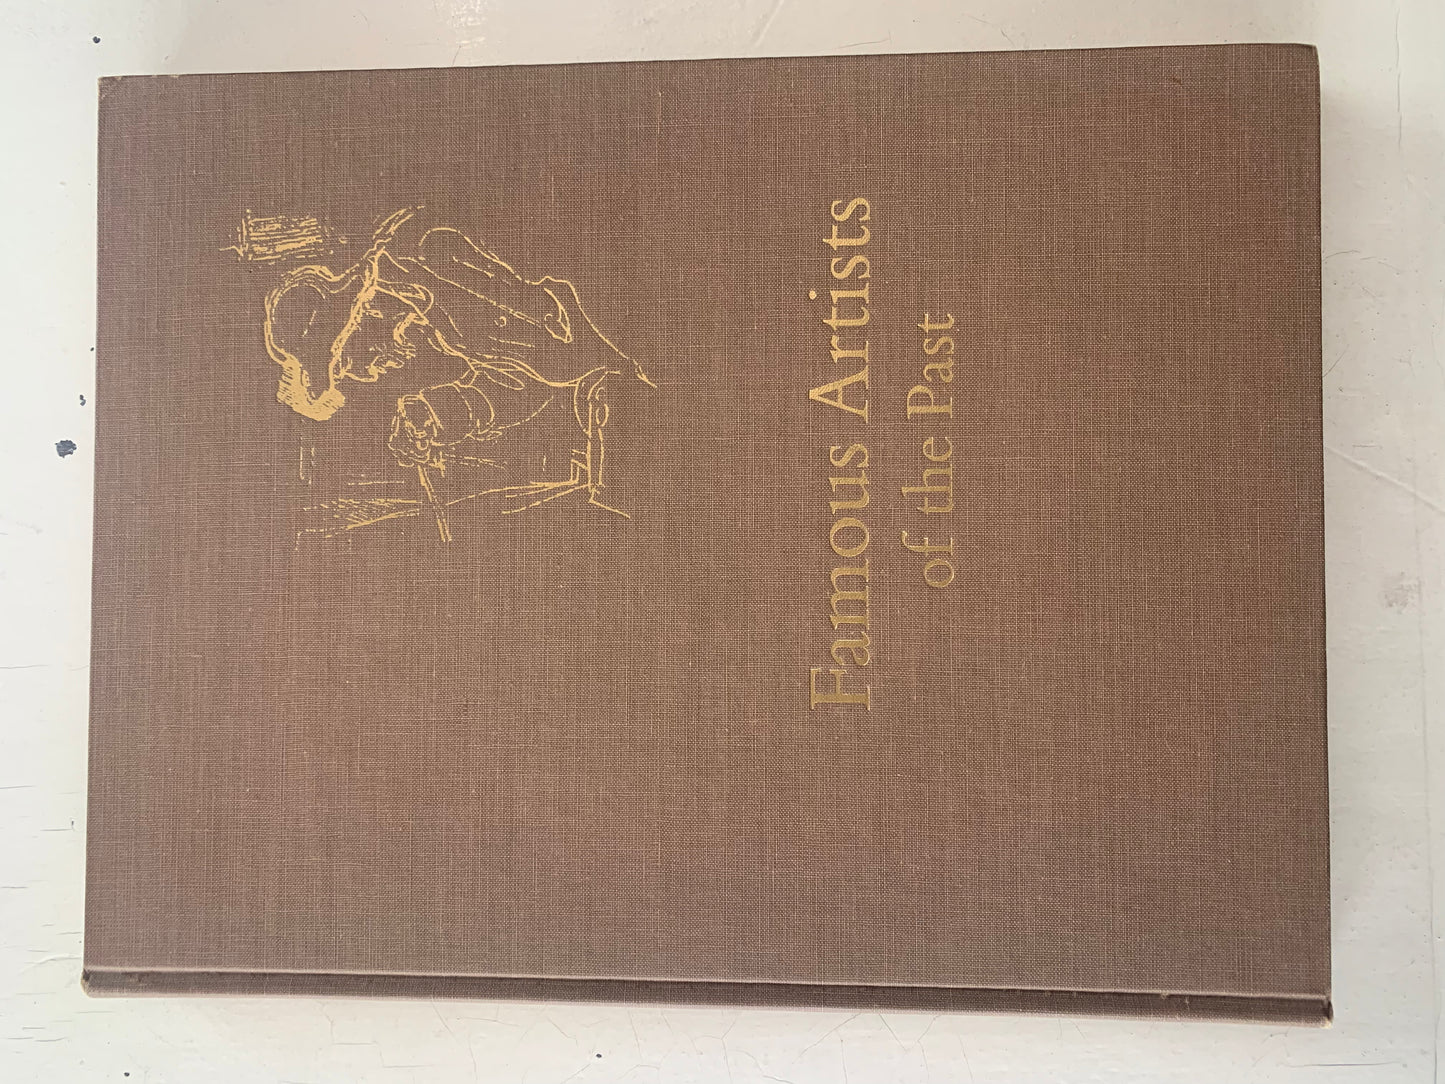 Famous Artists
of the Past